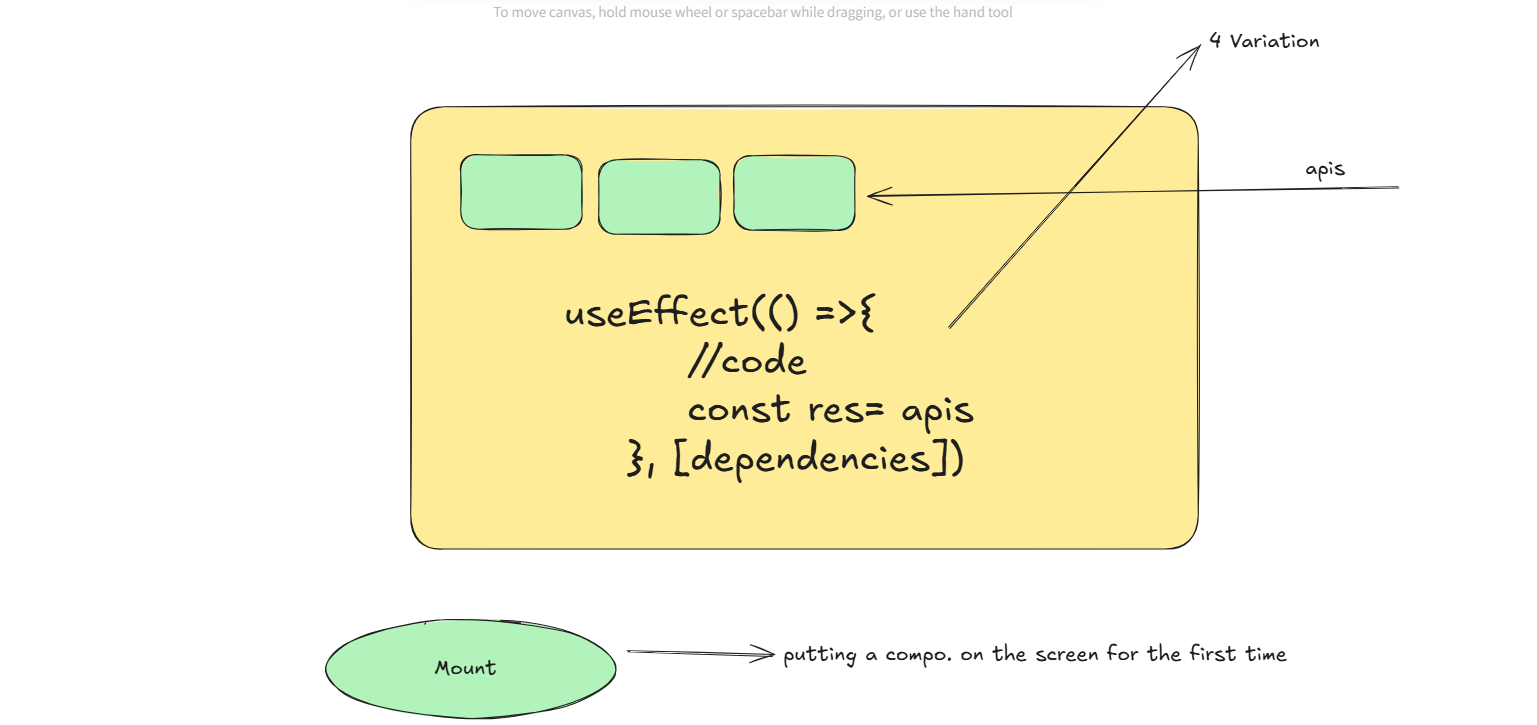 To move canvas, hold mouse wheel or spacebar while dragging, or use the hand tool
4 Variation
apis
useEffect(() =>{
//code
const res= apis
}, [dependencies])
Mount
putting a compo. on the screen for the first time